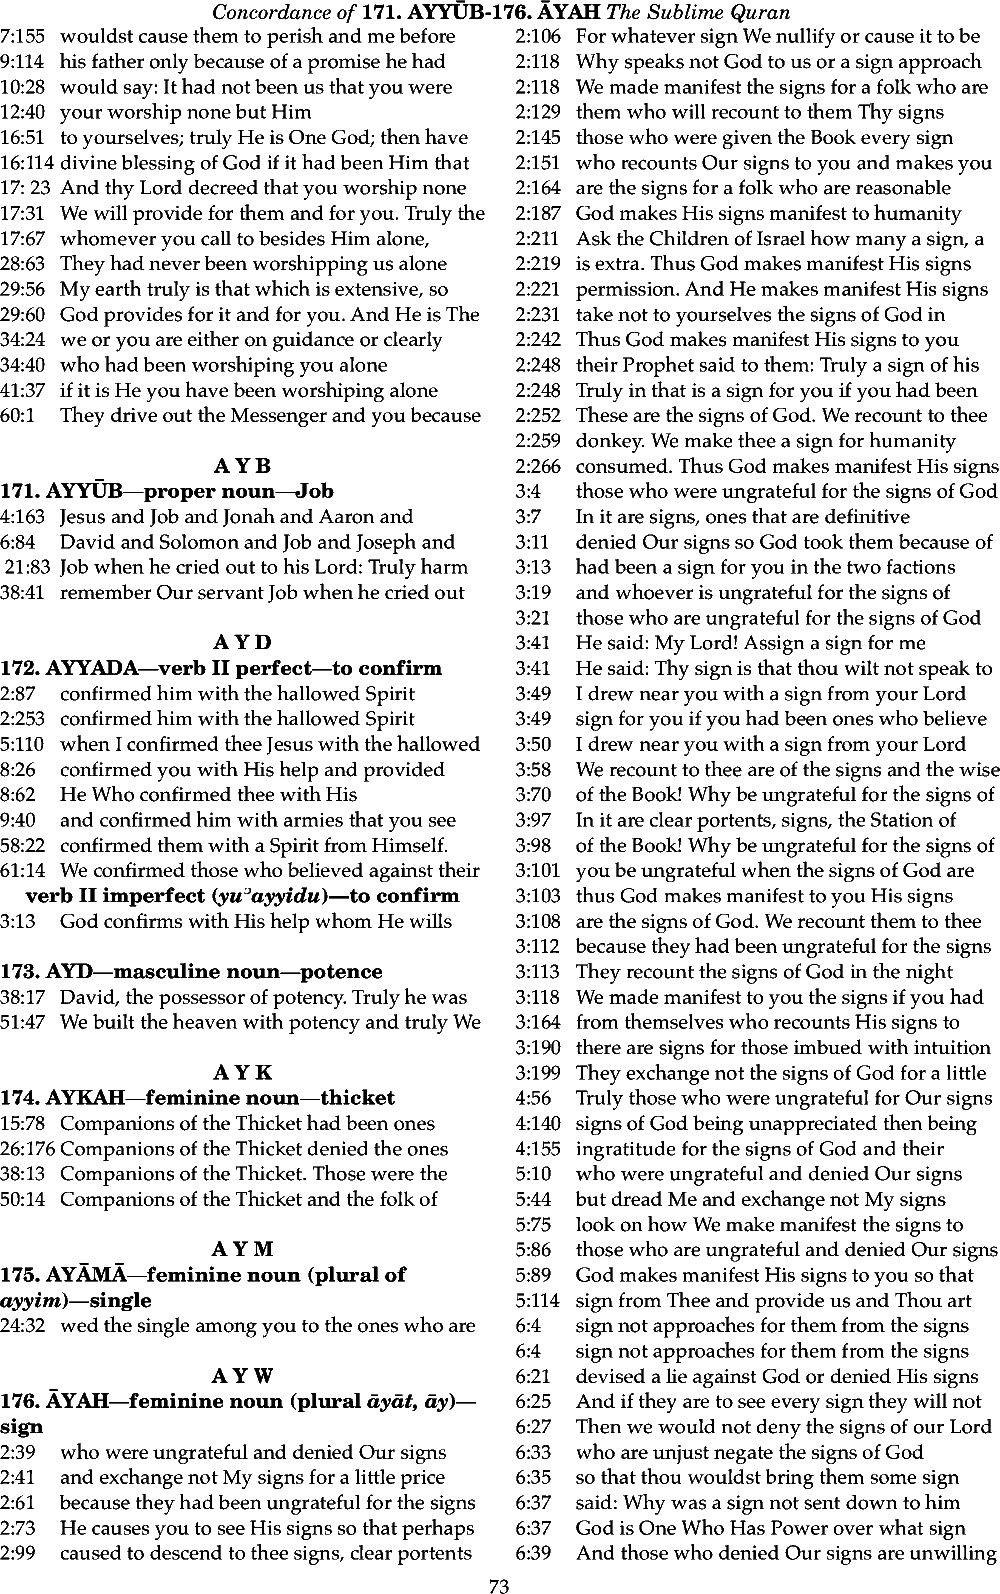 Concordance of 171. AYYŪB-176. ĀYAH The Sublime Quran
7:155 wouldst cause them to perish and me before
9:114 his father only because of a promise he had
10:28 would say: It had not been us that you were
12:40 your worship none but Him
16:51 to yourselves; truly He is One God; then have
16:114 divine blessing of God if it had been Him that
17: 23 And thy Lord decreed that you worship none
17:31 We will provide for them and for you. Truly the
17:67 whomever you call to besides Him alone,
28:63 They had never been worshipping us alone
29:56 My earth truly is that which is extensive, so
29:60 God provides for it and for you. And He is The
34:24 we or you are either on guidance or clearly
34:40 who had been worshiping you alone
41:37 if it is He you have been worshiping alone
60:1 They drive out the Messenger and you because
A Y B
171. AYYŪB—proper noun—Job
4:163 Jesus and Job and Jonah and Aaron and
6:84 David and Solomon and Job and Joseph and
21:83 Job when he cried out to his Lord: Truly harm
38:41 remember Our servant Job when he cried out
A Y D
172. AYYADA—verb II perfect—to confirm
2:87 confirmed him with the hallowed Spirit
2:253 confirmed him with the hallowed Spirit
5:110 when I confirmed thee Jesus with the hallowed
8:26 confirmed you with His help and provided
8:62 He Who confirmed thee with His
9:40 and confirmed him with armies that you see
58:22 confirmed them with a Spirit from Himself.
61:14 We confirmed those who believed against their
verb II imperfect (yuʾayyidu)—to confirm
3:13 God confirms with His help whom He wills
173. AYD—masculine noun—potence
38:17 David, the possessor of potency. Truly he was
51:47 We built the heaven with potency and truly We
A Y K
174. AYKAH—feminine noun—thicket
15:78 Companions of the Thicket had been ones
26:176 Companions of the Thicket denied the ones
38:13 Companions of the Thicket. Those were the
50:14 Companions of the Thicket and the folk of
A Y M
175. AYĀMĀ—feminine noun (plural of
ayyim)—single
24:32 wed the single among you to the ones who are
A Y W
176. ĀYAH—feminine noun (plural āyāt, āy)—
sign
2:39 who were ungrateful and denied Our signs
2:41 and exchange not My signs for a little price
2:61 because they had been ungrateful for the signs
2:73 He causes you to see His signs so that perhaps
2:99 caused to descend to thee signs, clear portents
2:106 For whatever sign We nullify or cause it to be
2:118 Why speaks not God to us or a sign approach
2:118 We made manifest the signs for a folk who are
2:129 them who will recount to them Thy signs
2:145 those who were given the Book every sign
2:151 who recounts Our signs to you and makes you
2:164 are the signs for a folk who are reasonable
2:187 God makes His signs manifest to humanity
2:211 Ask the Children of Israel how many a sign, a
2:219 is extra. Thus God makes manifest His signs
2:221 permission. And He makes manifest His signs
2:231 take not to yourselves the signs of God in
2:242 Thus God makes manifest His signs to you
2:248 their Prophet said to them: Truly a sign of his
2:248 Truly in that is a sign for you if you had been
2:252 These are the signs of God. We recount to thee
2:259 donkey. We make thee a sign for humanity
2:266 consumed. Thus God makes manifest His signs
3:4 those who were ungrateful for the signs of God
3:7 In it are signs, ones that are definitive
3:11 denied Our signs so God took them because of
3:13 had been a sign for you in the two factions
3:19 and whoever is ungrateful for the signs of
3:21 those who are ungrateful for the signs of God
3:41 He said: My Lord! Assign a sign for me
3:41 He said: Thy sign is that thou wilt not speak to
3:49 I drew near you with a sign from your Lord
3:49 sign for you if you had been ones who believe
3:50 I drew near you with a sign from your Lord
3:58 We recount to thee are of the signs and the wise
3:70 of the Book! Why be ungrateful for the signs of
3:97 In it are clear portents, signs, the Station of
3:98 of the Book! Why be ungrateful for the signs of
3:101 you be ungrateful when the signs of God are
3:103 thus God makes manifest to you His signs
3:108 are the signs of God. We recount them to thee
3:112 because they had been ungrateful for the signs
3:113 They recount the signs of God in the night
3:118 We made manifest to you the signs if you had
3:164 from themselves who recounts His signs to
3:190 there are signs for those imbued with intuition
3:199 They exchange not the signs of God for a little
4:56 Truly those who were ungrateful for Our signs
4:140 signs of God being unappreciated then being
4:155 ingratitude for the signs of God and their
5:10 who were ungrateful and denied Our signs
5:44 but dread Me and exchange not My signs
5:75 look on how We make manifest the signs to
5:86 those who are ungrateful and denied Our signs
5:89 God makes manifest His signs to you so that
5:114 sign from Thee and provide us and Thou art
6:4 sign not approaches for them from the signs
6:4 sign not approaches for them from the signs
6:21 devised a lie against God or denied His signs
6:25 And if they are to see every sign they will not
6:27 Then we would not deny the signs of our Lord
6:33 who are unjust negate the signs of God
6:35 so that thou wouldst bring them some sign
6:37 said: Why was a sign not sent down to him
6:37 God is One Who Has Power over what sign
6:39 And those who denied Our signs are unwilling
73